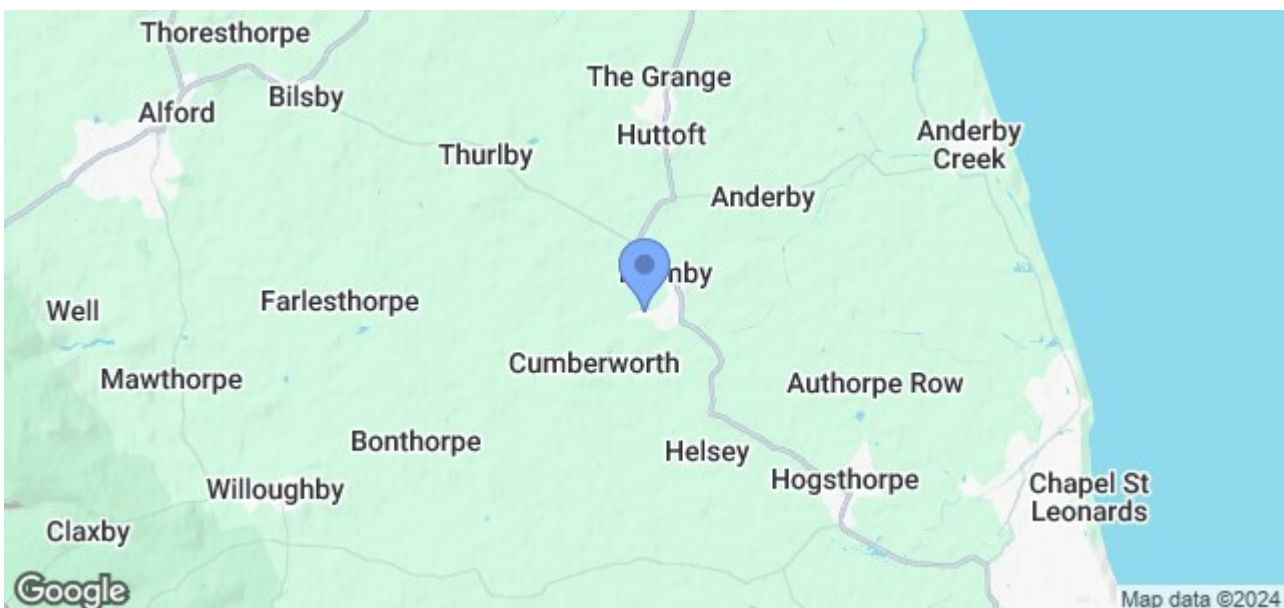 Thoresthorpe
The Grange
Bilsby
Alford
Huttoft
Anderby
Creek
Thurlby
Anderby
Farlesthorpe
Well
Cumberworth
Mawthorpe
Authorpe Row
Bonthorpe
Helsey
Hogsthorpe
Willoughby
Chapel St
Leonards
Claxby
Google
Map data ©2024